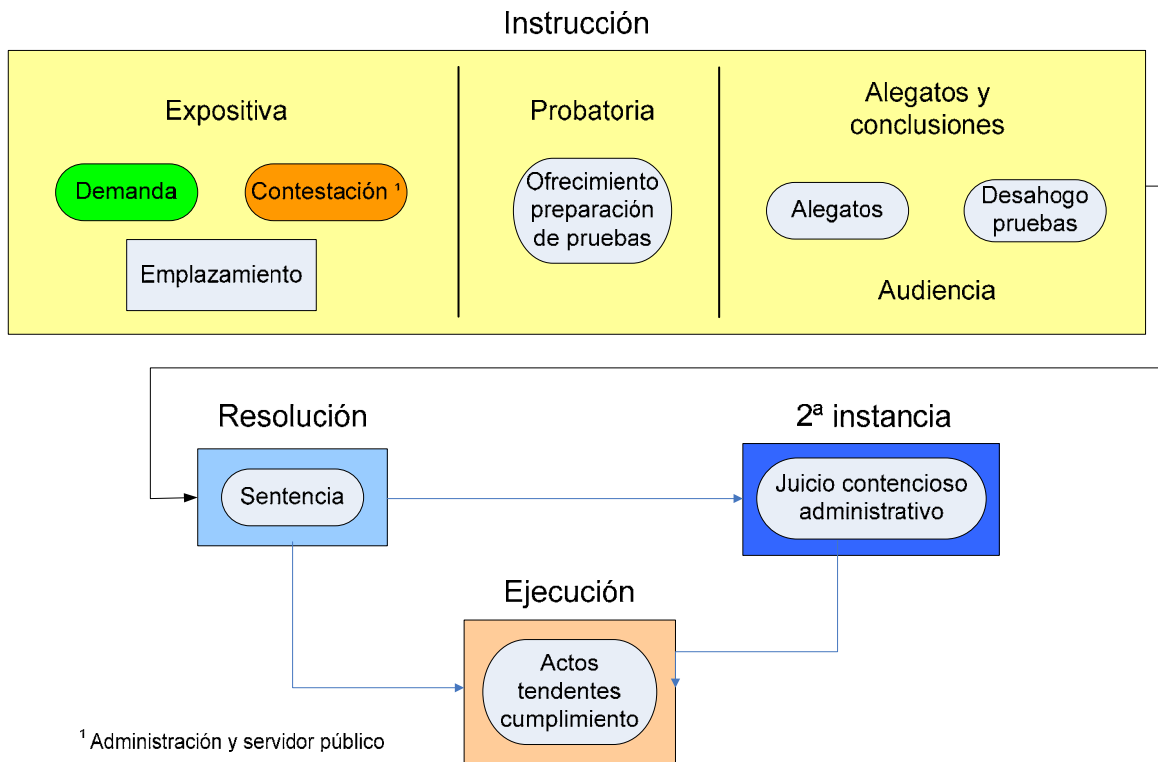 Instrucción
Expositiva
Probatoria
Alegatos y
conclusiones
Demanda
Contestación ¹
Emplazamiento
Ofrecimiento
preparación
de pruebas
Alegatos
Desahogo
pruebas
Audiencia
Resolución
2ª instancia
Sentencia
Juicio contencioso
administrativo
Ejecución
Actos
tendentes
cumplimiento
¹ Administración y servidor público